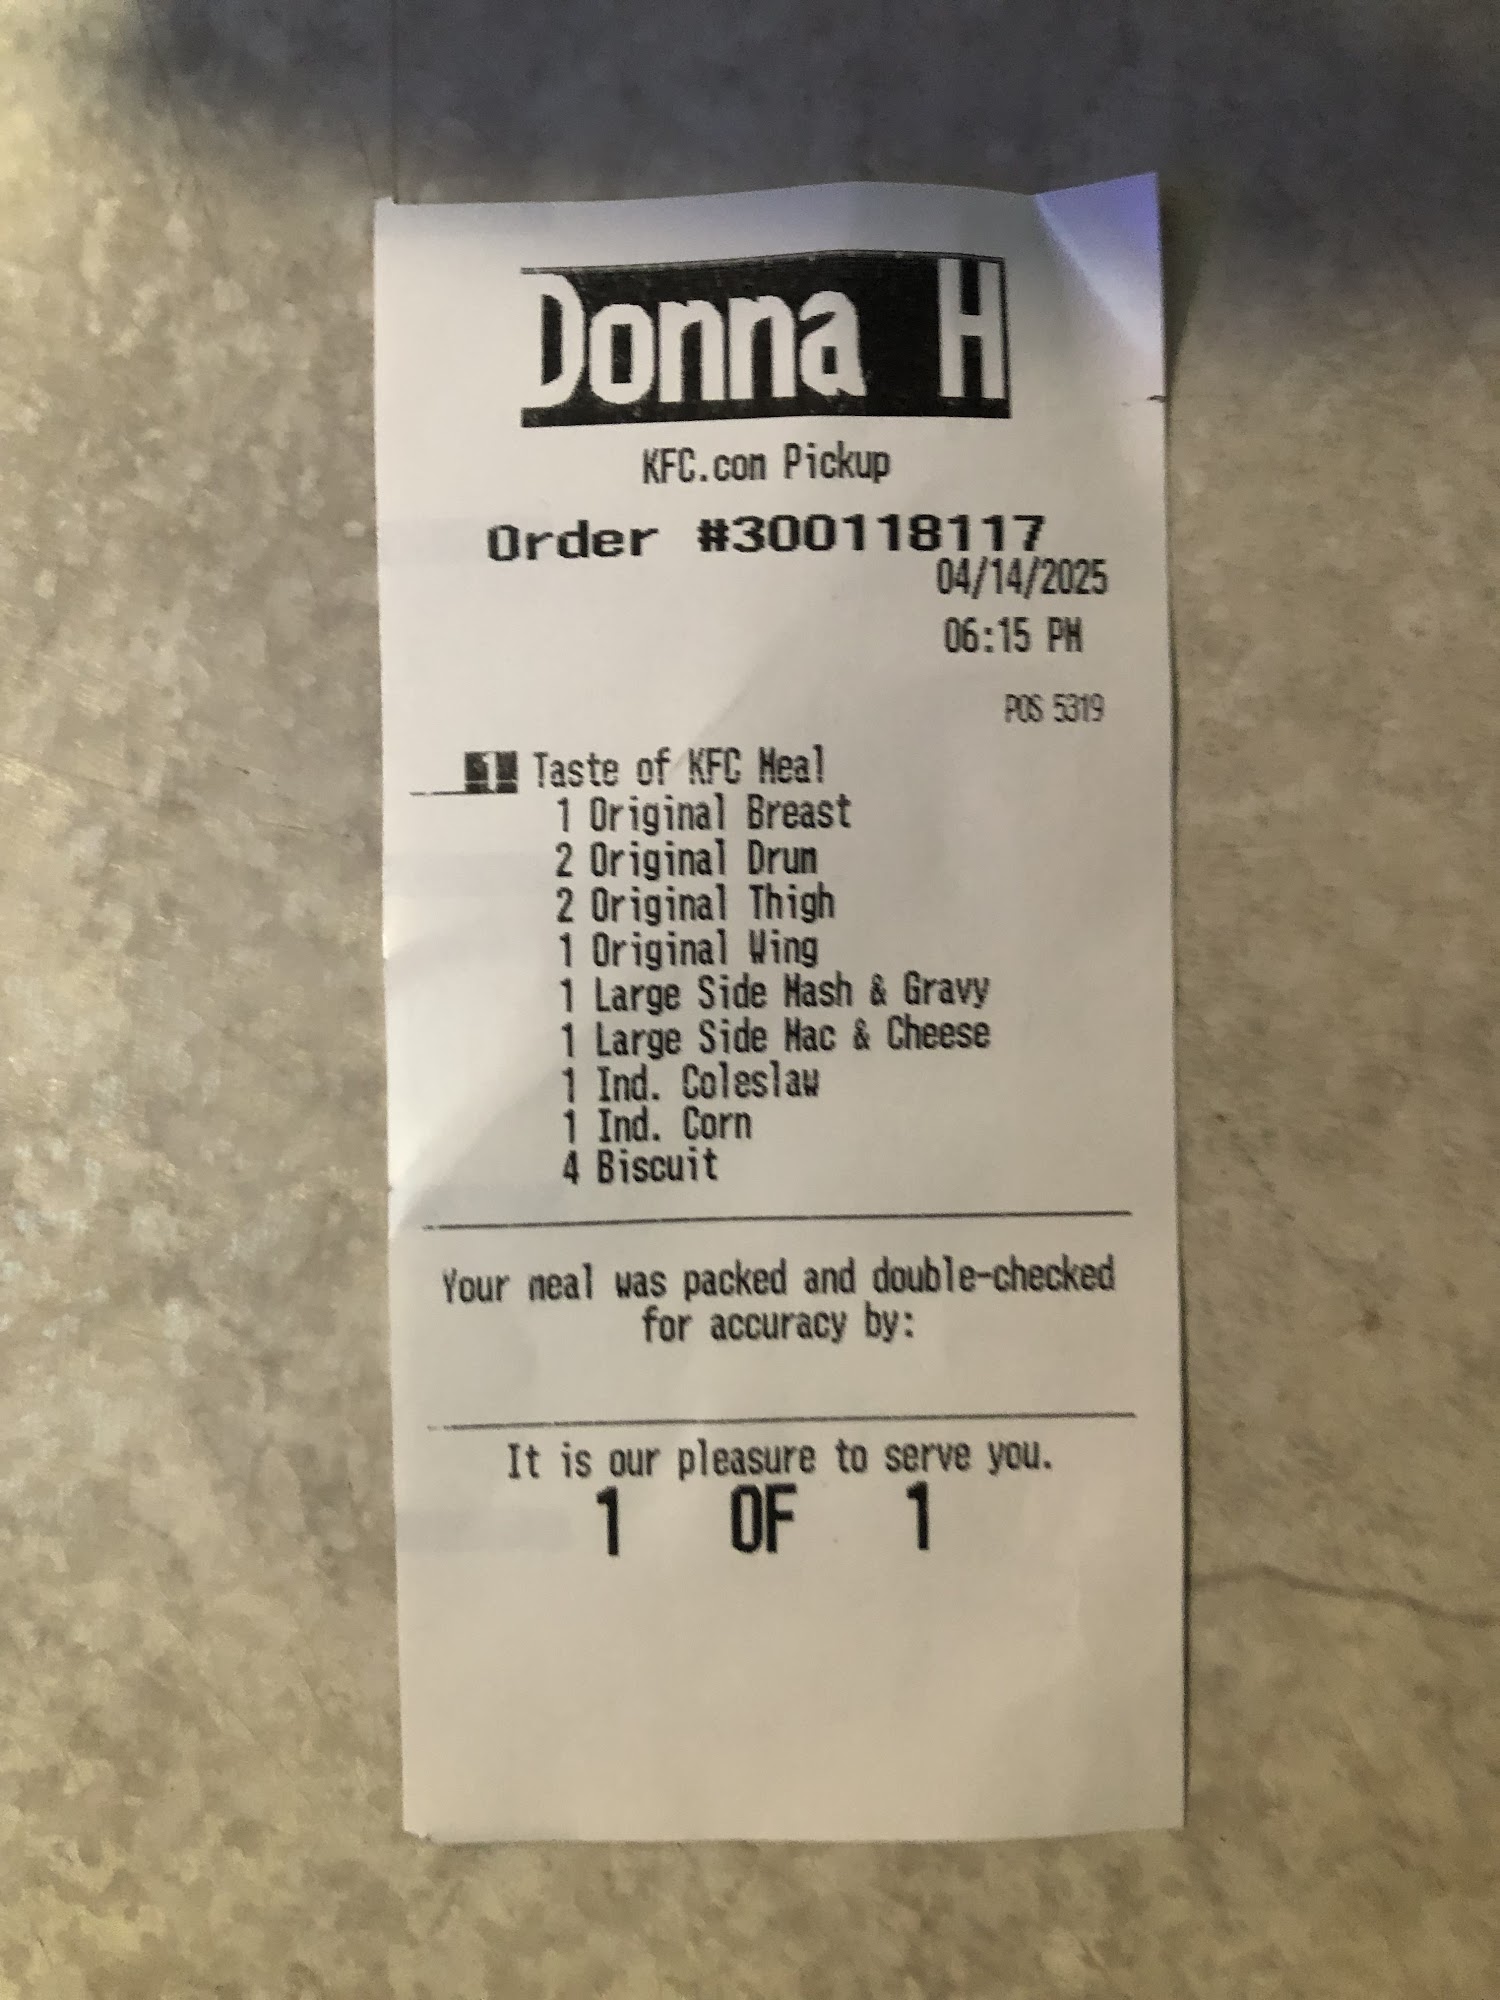 Donna H
KFC.com Pickup
Order #300118117
04/14/2025
06:15 PM
POS 5319
1 Taste of KFC Meal
1 Original Breast
2 Original Drum
2 Original Thigh
1 Original Wing
1 Large Side Mash & Gravy
1 Large Side Mac & Cheese
1 Ind. Coleslaw
1 Ind. Corn
4 Biscuit
Your meal was packed and double-checked
for accuracy by:
It is our pleasure to serve you.
1 OF 1